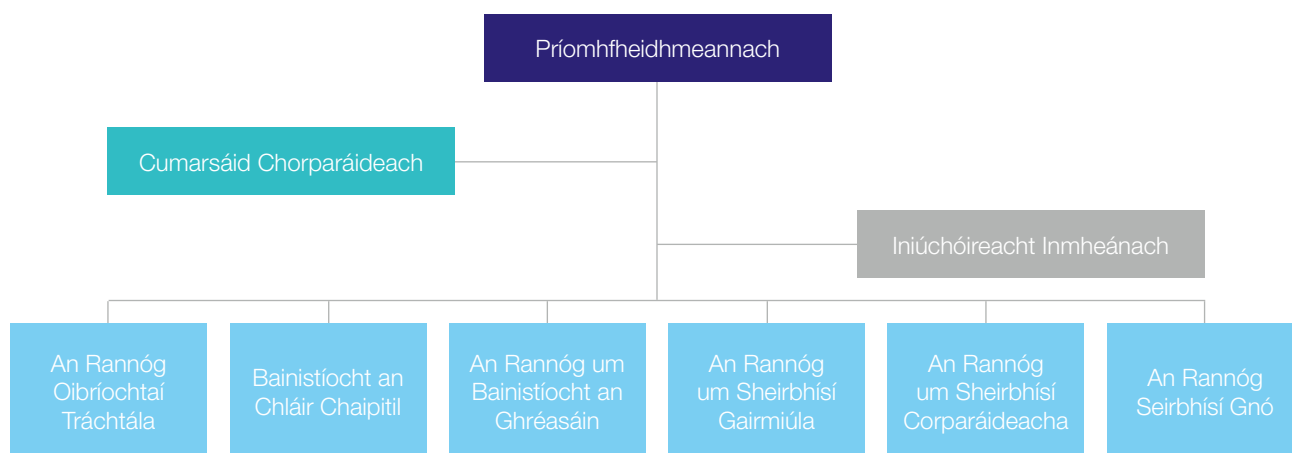 Príomhfheidhmeannach
Cumarsáid Chorparáideach
Iniúchóireacht Inmheánach
An Rannóg
Oibríochtaí
Tráchtála
Bainistíocht an
Chláir Chaipitil
An Rannóg um
Bainistíocht an
Ghréasáin
An Rannóg
um Sheirbhísí
Gairmiúla
An Rannóg
um Sheirbhísí
Corparáideacha
An Rannóg
Seirbhísí Gnó